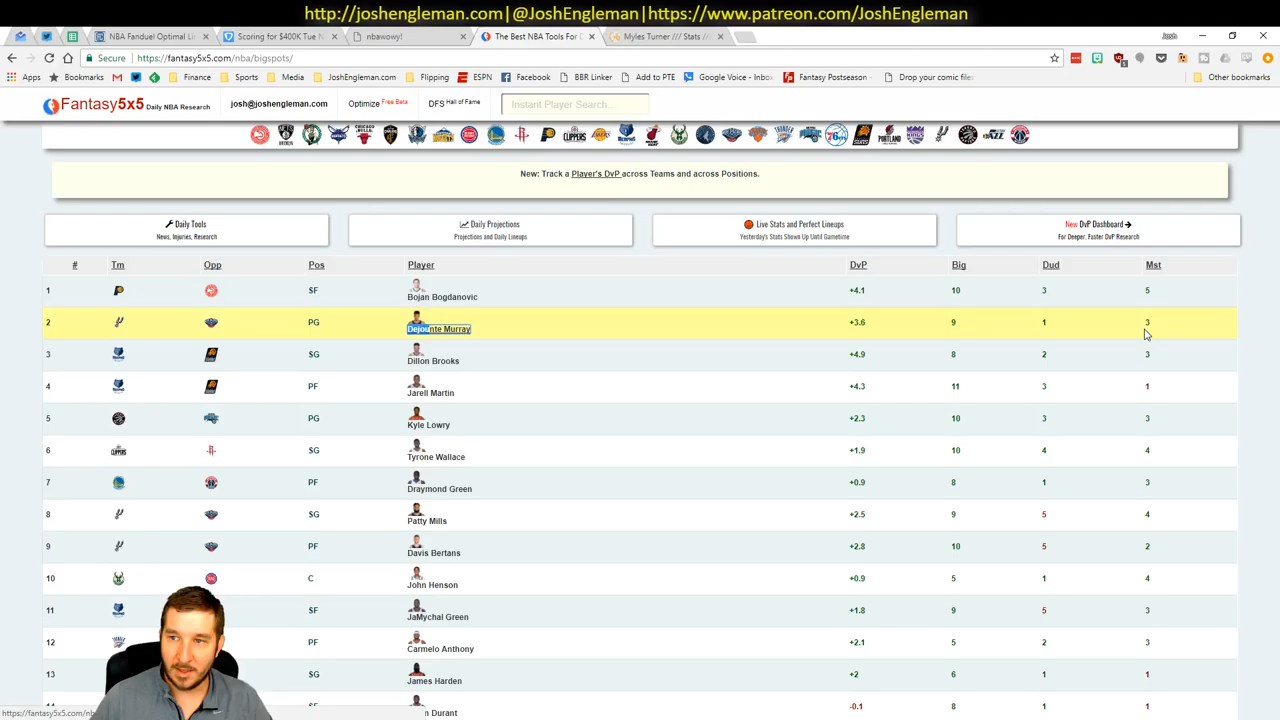 http://joshengleman.com|@JoshEngleman|https://www.patreon.com/JoshEngleman
NBA Fanduel Optimal Li
Scoring for $400K Tue N
nbawowy!
The Best NBA Tools For D
Myles Turner /// Stats //
Josh
Secure
https://fantasy5x5.com/nba/bigspots/
Apps
Bookmarks
Finance
Sports
Media
JoshEngleman.com
Flipping
ESPN
Facebook
BBR Linker
Add to PTE
Google Voice - Inbox
Fantasy Postseason -
Drop your comic files
Other bookmarks
Fantasy5x5 Daily NBA Research
josh@joshengleman.com
Optimize Free Beta
DFS Hall of Fame
Instant Player Search...
New: Track a Player's DvP across Teams and across Positions.
Daily Tools
News, Injuries, Research
Daily Projections
Projections and Daily Lineups
Live Stats and Perfect Lineups
Yesterday's Stats Shown Up Until Gametime
New DvP Dashboard
For Deeper, Faster DvP Research
# Tm Opp Pos Player DvP Big Dud Mst
1 SF Bojan Bogdanovic +4.1 10 3 5
2 PG Dejounte Murray +3.6 9 1 3
3 SG Dillon Brooks +4.9 8 2 3
4 PF Jarell Martin +4.3 11 3 1
5 PG Kyle Lowry +2.3 10 3 3
6 SG Tyrone Wallace +1.9 10 4 4
7 PF Draymond Green +0.9 8 1 3
8 SG Patty Mills +2.5 9 5 4
9 PF Davis Bertans +2.8 10 5 2
10 C John Henson +0.9 5 1 4
11 SF JaMychal Green +1.8 9 5 3
12 PF Carmelo Anthony +2.1 5 2 3
13 SG James Harden +2 6 1 1
Durant -0.1 8 1 1
https://fantasy5x5.com/nb